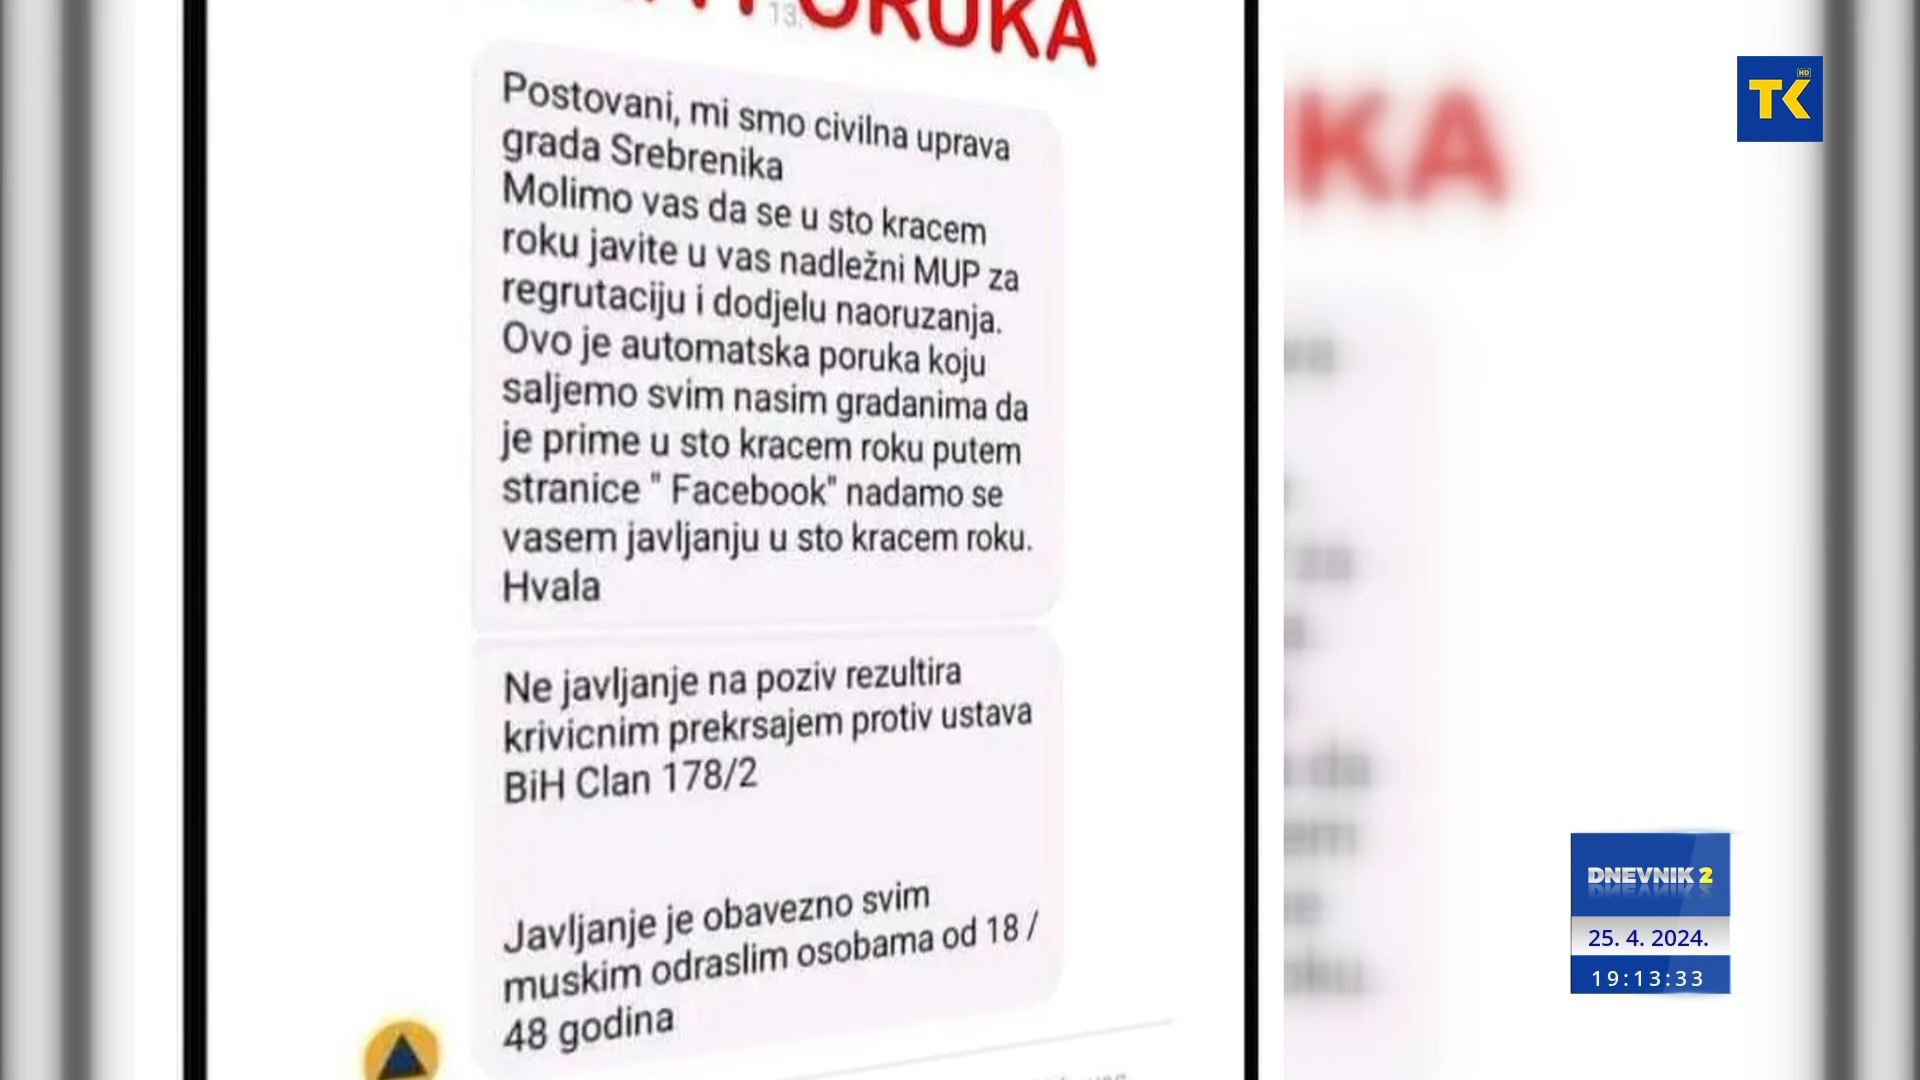 PORUKA
13.
Postovani, mi smo civilna uprava
grada Srebrenika
Molimo vas da se u sto kracem
roku javite u vas nadležni MUP za
regrutaciju i dodjelu naoruzanja.
Ovo je automatska poruka koju
saljemo svim nasim gradanima da
je prime u sto kracem roku putem
stranice " Facebook" nadamo se
vasem javljanju u sto kracem roku.
Hvala
Ne javljanje na poziv rezultira
krivicnim prekrsajem protiv ustava
BiH Clan 178/2
Javljanje je obavezno svim
muskim odraslim osobama od 18 /
48 godina
KA
TK
HD
DNEVNIK 2
25. 4. 2024.
19:13:33